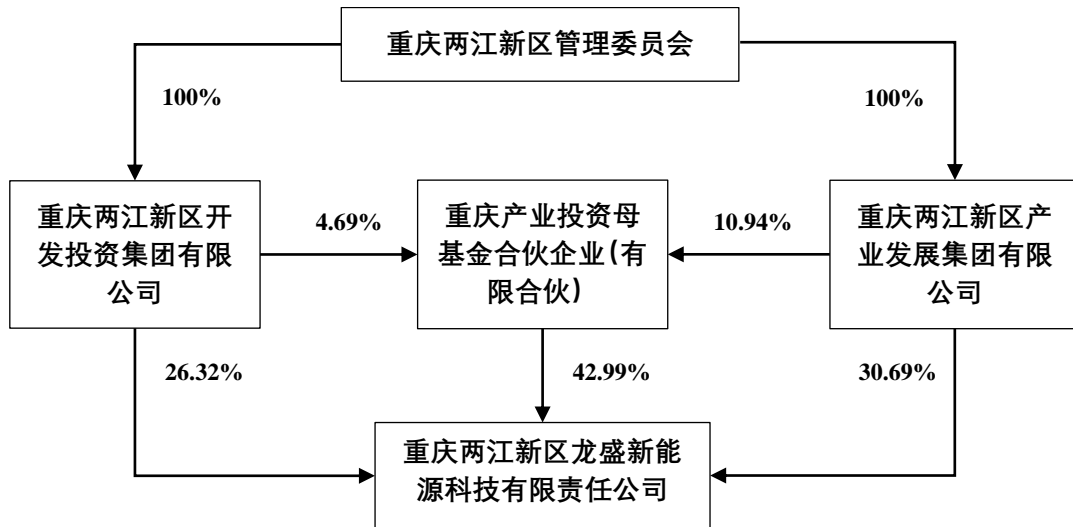 重庆两江新区管理委员会
100%
100%
重庆两江新区开
发投资集团有限
公司
4.69%
重庆产业投资母
基金合伙企业(有
限合伙)
10.94%
重庆两江新区产
业发展集团有限
公司
26.32%
42.99%
30.69%
重庆两江新区龙盛新能
源科技有限责任公司